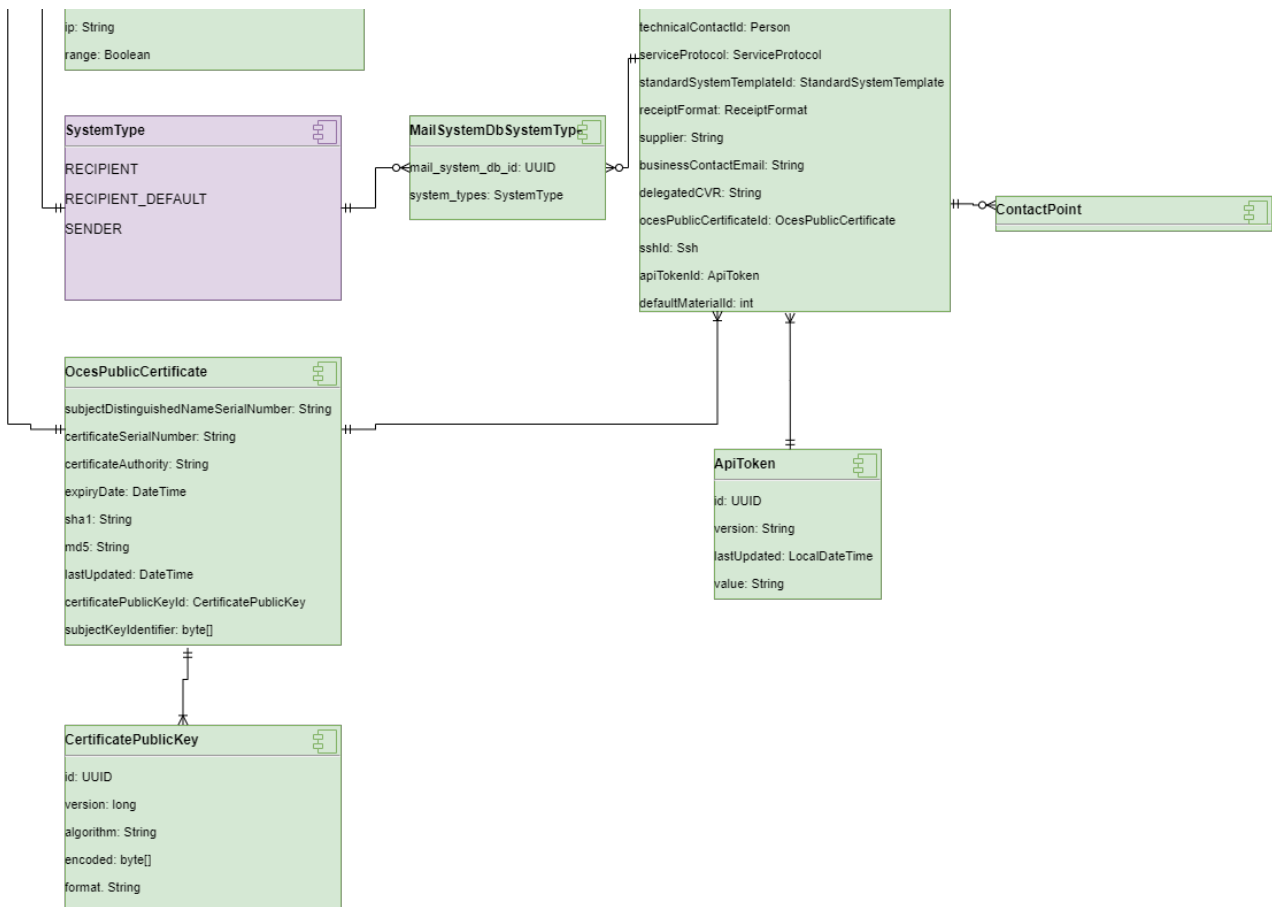 ip: String
range: Boolean
technicalContactId: Person
serviceProtocol: ServiceProtocol
standardSystemTemplateId: StandardSystemTemplate
receiptFormat: ReceiptFormat
supplier: String
businessContactEmail: String
delegatedCVR: String
ocesPublicCertificateId: OcesPublicCertificate
sshId: Ssh
apiTokenId: ApiToken
defaultMaterialId: int
SystemType
RECIPIENT
RECIPIENT_DEFAULT
SENDER
MailSystemDbSystemType
mail_system_db_id: UUID
system_types: SystemType
ContactPoint
OcesPublicCertificate
subjectDistinguishedNameSerialNumber: String
certificateSerialNumber: String
certificateAuthority: String
expiryDate: DateTime
sha1: String
md5: String
lastUpdated: DateTime
certificatePublicKeyId: CertificatePublicKey
subjectKeyIdentifier: byte[]
ApiToken
id: UUID
version: String
lastUpdated: LocalDateTime
value: String
CertificatePublicKey
id: UUID
version: long
algorithm: String
encoded: byte[]
format. String